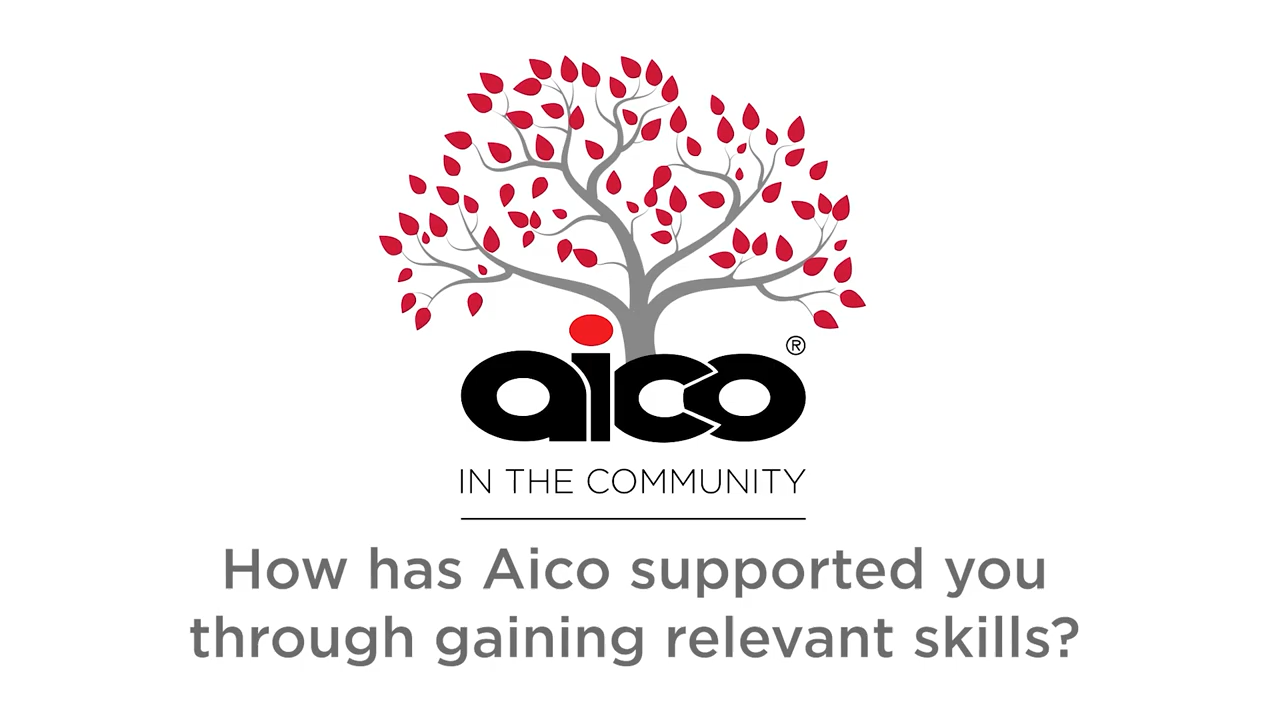 aico®
IN THE COMMUNITY
How has Aico supported you
through gaining relevant skills?